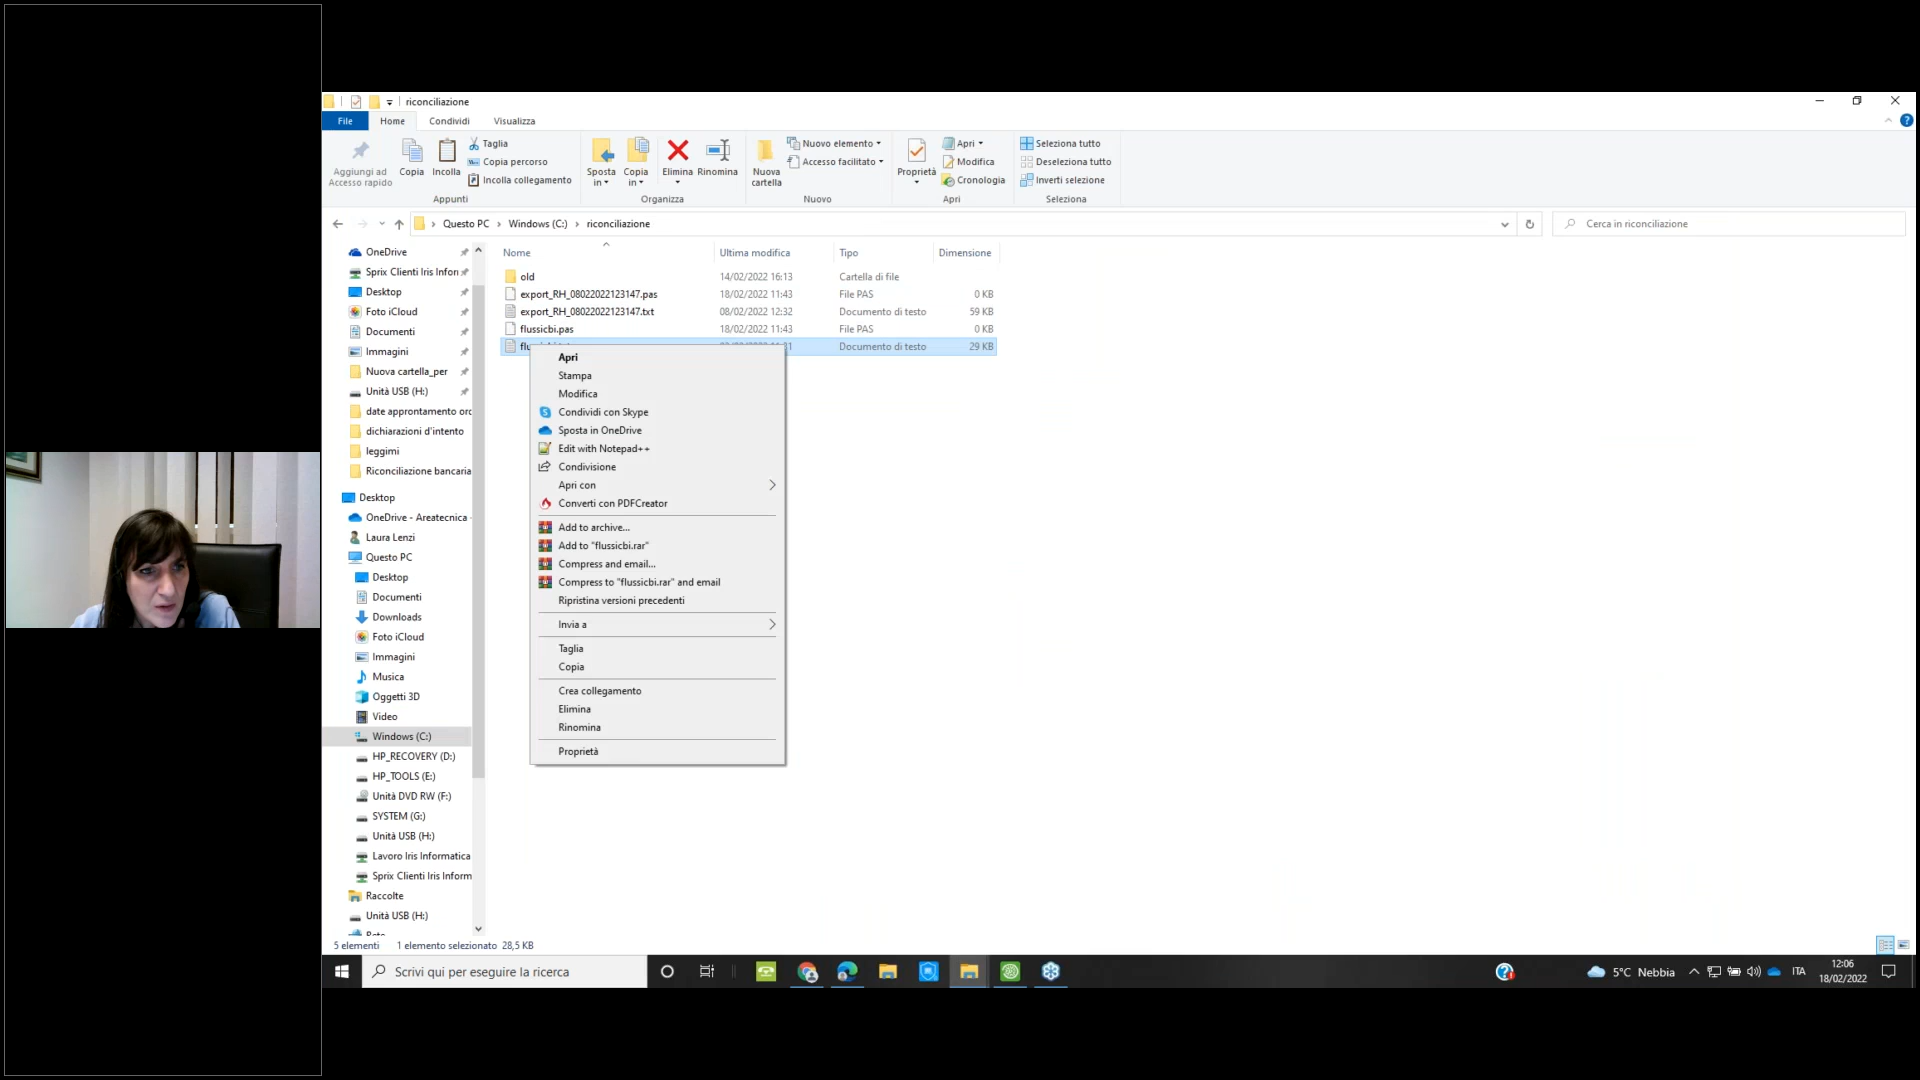 riconciliazione
File Home Condividi Visualizza
Aggiungi ad Accesso rapido
Copia
Incolla
Taglia
Copia percorso
Incolla collegamento
Appunti
Sposta in
Copia in
Elimina
Rinomina
Organizza
Nuova cartella
Nuovo elemento
Accesso facilitato
Nuovo
Proprietà
Apri
Modifica
Cronologia
Apri
Seleziona tutto
Deseleziona tutto
Inverti selezione
Seleziona
Questo PC › Windows (C:) › riconciliazione
Cerca in riconciliazione
OneDrive
Sprix Clienti Iris Infor
Desktop
Foto iCloud
Documenti
Immagini
Nuova cartella_per
Unità USB (H:)
date approntamento ord
dichiarazioni d'intento
leggimi
Riconciliazione bancaria
Desktop
OneDrive - Areatecnica
Laura Lenzi
Questo PC
Desktop
Documenti
Downloads
Foto iCloud
Immagini
Musica
Oggetti 3D
Video
Windows (C:)
HP_RECOVERY (D:)
HP_TOOLS (E:)
Unità DVD RW (F:)
SYSTEM (G:)
Unità USB (H:)
Lavoro Iris Informatica
Sprix Clienti Iris Inform
Raccolte
Unità USB (H:)
Nome Ultima modifica Tipo Dimensione
old 14/02/2022 16:13 Cartella di file
export_RH_08022022123147.pas 18/02/2022 11:43 File PAS 0 KB
export_RH_08022022123147.txt 08/02/2022 12:32 Documento di testo 59 KB
flussicbi.pas 18/02/2022 11:43 File PAS 0 KB
Documento di testo 29 KB
Apri
Stampa
Modifica
Condividi con Skype
Sposta in OneDrive
Edit with Notepad++
Condivisione
Apri con
Converti con PDFCreator
Add to archive...
Add to "flussicbi.rar"
Compress and email...
Compress to "flussicbi.rar" and email
Ripristina versioni precedenti
Invia a
Taglia
Copia
Crea collegamento
Elimina
Rinomina
Proprietà
5 elementi 1 elemento selezionato 28,5 KB
Scrivi qui per eseguire la ricerca
5°C Nebbia
ITA
12:06
18/02/2022